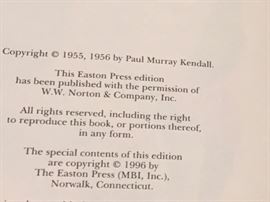 Copyright © 1955, 1956 by Paul Murray Kendall.
This Easton Press edition
has been published with the permission of
W.W. Norton & Company, Inc.
All rights reserved, including the right
to reproduce this book, or portions thereof,
in any form.
The special contents of this edition
are copyright © 1996 by
The Easton Press (MBI, Inc.),
Norwalk, Connecticut.